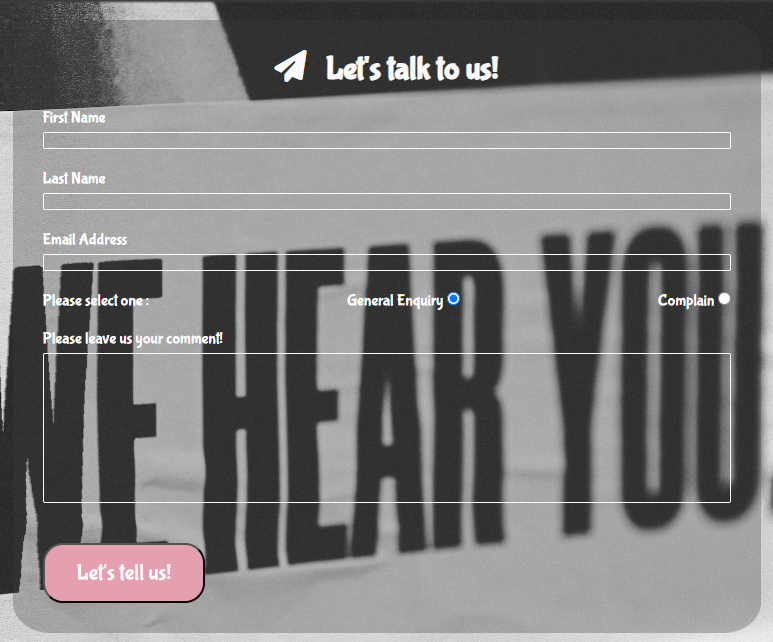 Let's talk to us!
First Name
Last Name
Email Address
Please select one : General Enquiry Complain
Please leave us your comment!
WE HEAR YOU.
Let's tell us!